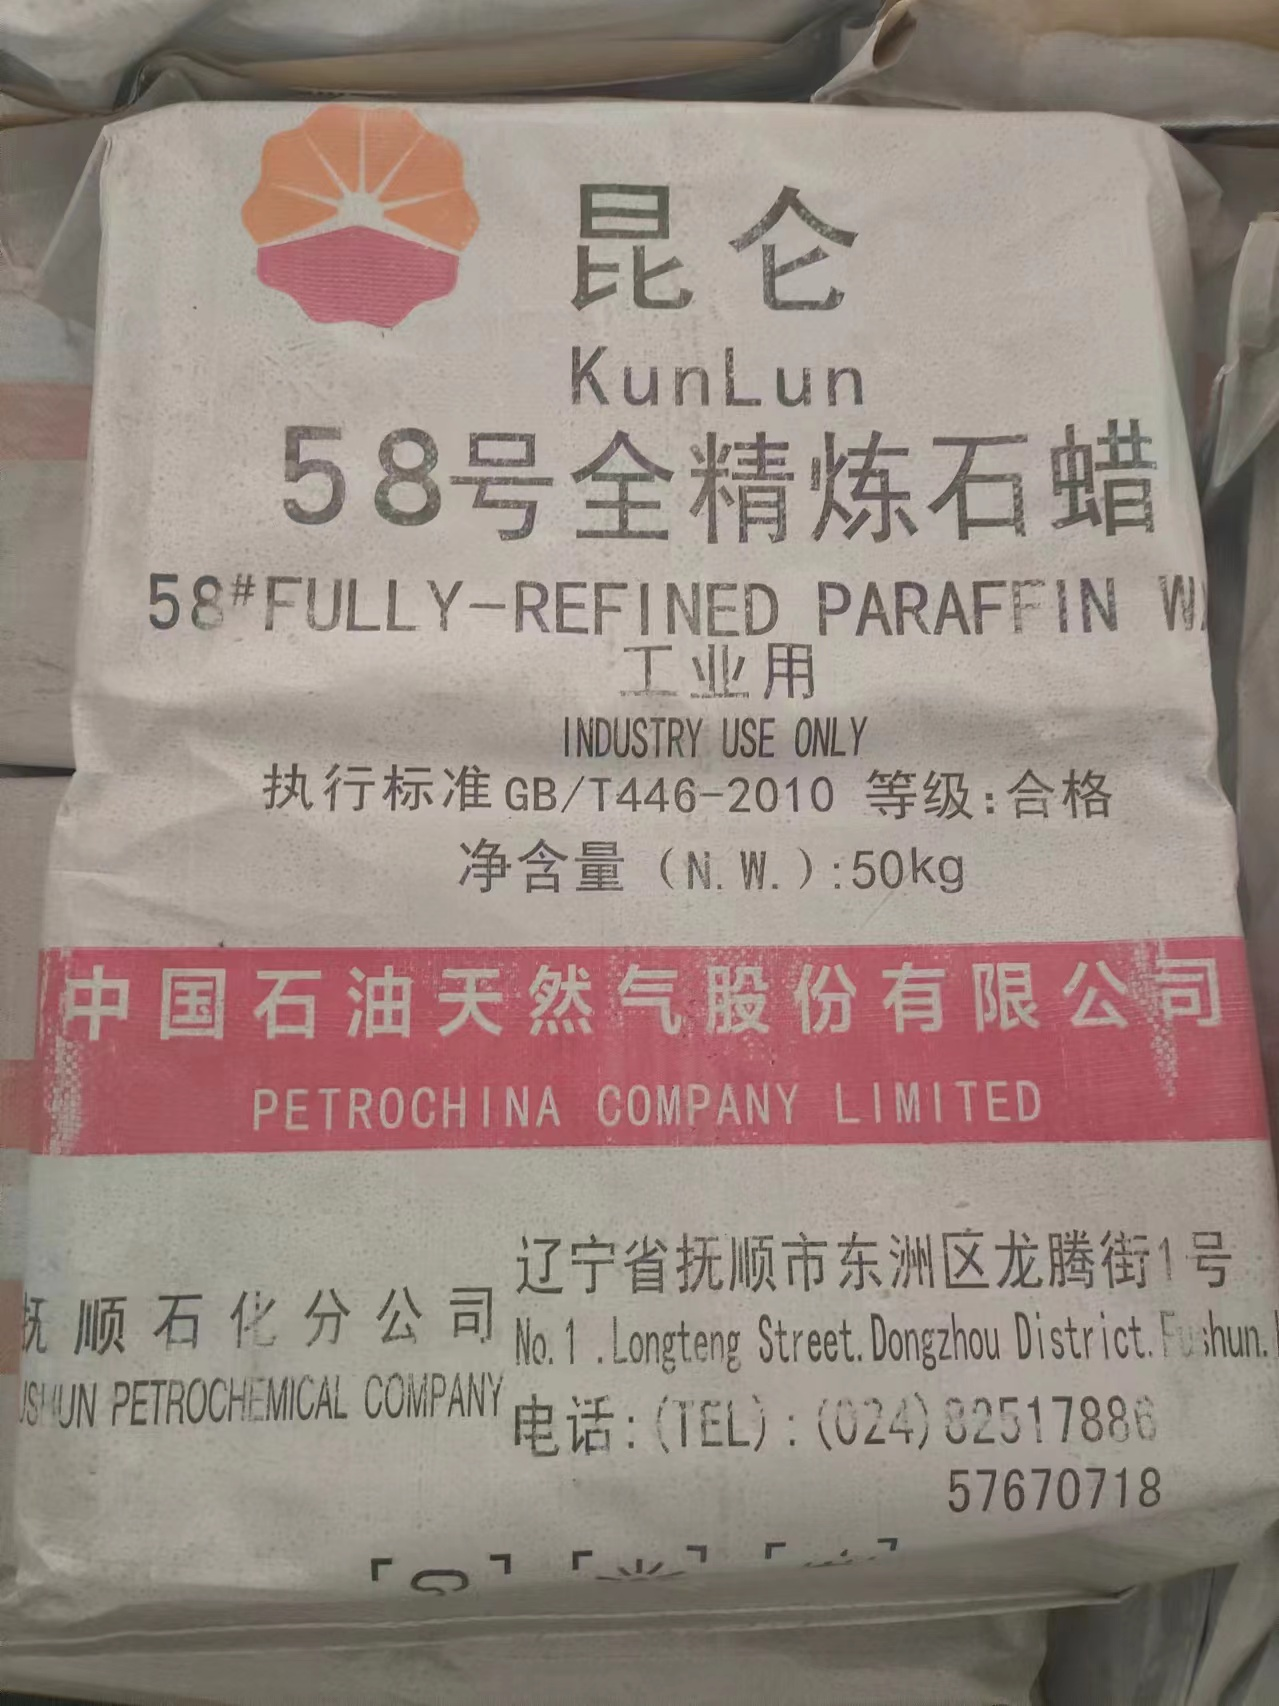 昆仑
KunLun
58号全精炼石蜡
58#FULLY-REFINED PARAFFIN
工业用
INDUSTRY USE ONLY
执行标准GB/T446-2010 等级:合格
净含量（N.W.）:50kg
中国石油天然气股份有限公司
PETROCHINA COMPANY LIMITED
抚顺石化分公司
PETROCHEMICAL COMPANY
辽宁省抚顺市东洲区龙腾街1号
No.1.Longteng Street.Dongzhou District.Fushun.
电话:(TEL):(024)82517886
57670718